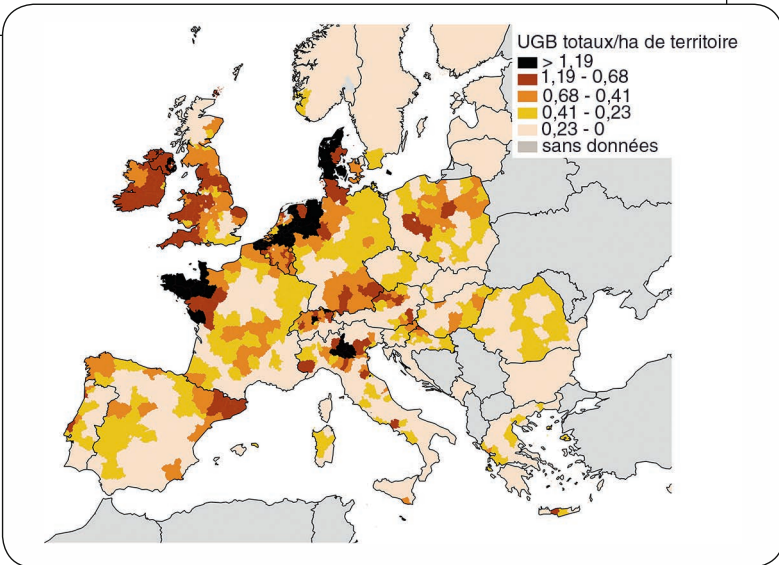 UGB totaux/ha de territoire
> 1,19
1,19 - 0,68
0,68 - 0,41
0,41 - 0,23
0,23 - 0
sans données